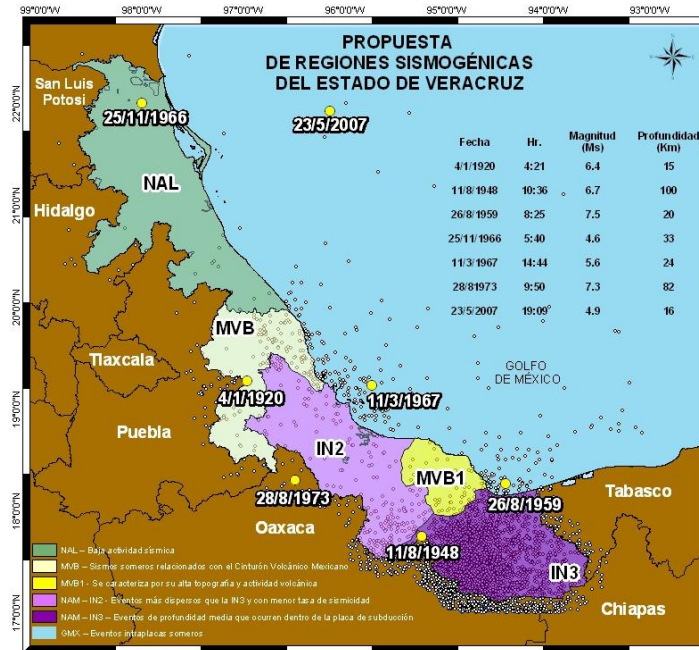 99°0'0"W
97°0'0"W
96°0'0"W
95°0'0"W
94°0'0"W
93°0'0"W
PROPUESTA
DE REGIONES SISMOGÉNICAS
DEL ESTADO DE VERACRUZ
San Luis
Potosi
22°0'0"N
25/11/1966
23/5/2007
Fecha Hr. Magnitud (Ms) Profundidad (Km)
4/1/1920 4:21 6.4 15
11/8/1948 10:36 6.7 100
26/8/1959 8:25 7.5 20
25/11/1966 5:40 4.6 33
11/3/1967 14:44 5.6 24
28/81973 9:50 7.3 82
23/5/2007 19:09 4.9 16
NAL
21°0'0"N
Hidalgo
20°0'0"N
MVB
Tlaxcala
GOLFO
DE MÉXICO
4/1/1920
11/3/1967
19°0'0"N
Puebla
IN2
MVB1
28/8/1973
26/8/1959
Tabasco
18°0'0"N
Oaxaca
11/8/1948
IN3
Chiapas
17°0'0"N
NAL – Baja actividad sísmica
MVB – Sismos someros relacionados con el Cinturón Volcánico Mexicano
MVB1 - Se caracteriza por su alta topografía y actividad volcánica
NAM – IN2 - Eventos más dispersos que la IN3 y con menor tasa de sismicidad
NAM – IN3 – Eventos de profundidad media que ocurren dentro de la placa de subducción
GMX – Eventos intraplacas someros